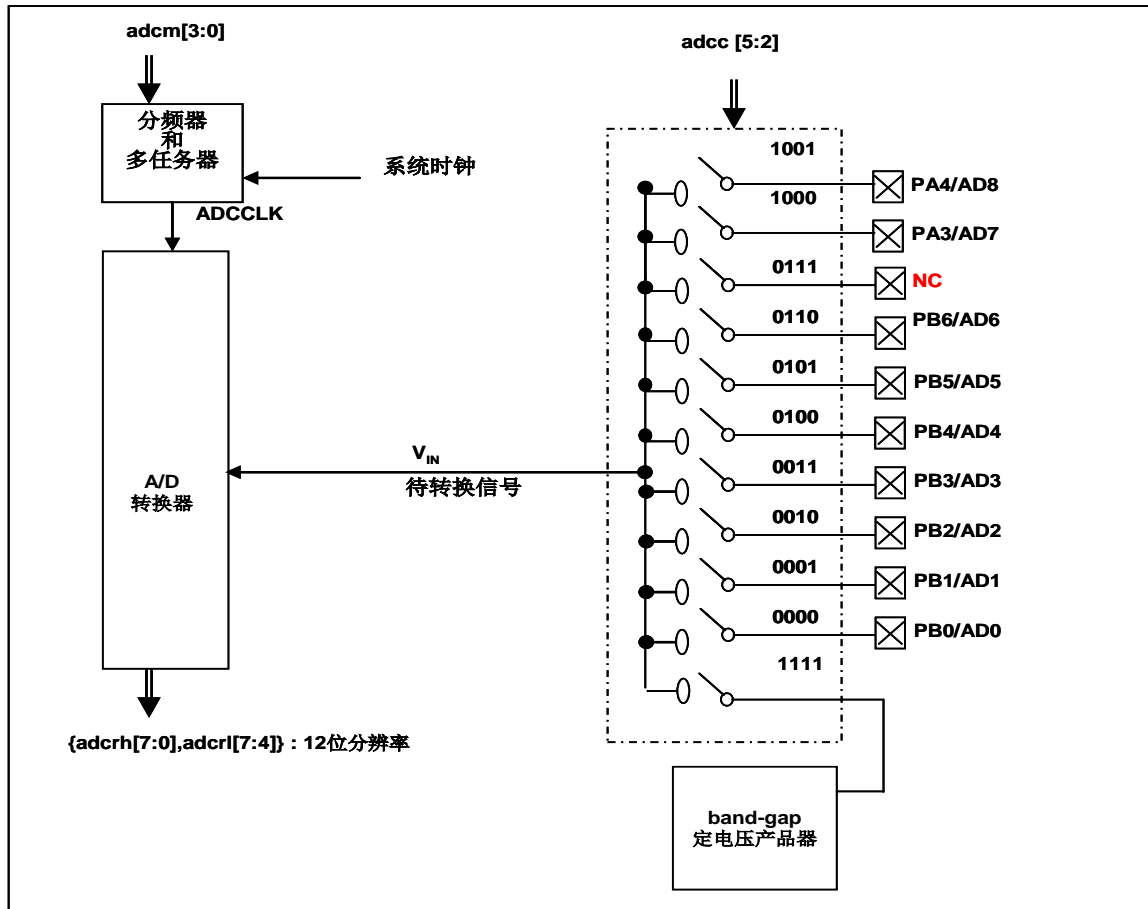 adcm[3:0]
分频器
和
多任务器
系统时钟
ADCCLK
A/D
转换器
V_IN
待转换信号
{adcrh[7:0],adcrl[7:4]} : 12位分辨率
adcc [5:2]
1001
PA4/AD8
1000
PA3/AD7
0111
NC
0110
PB6/AD6
0101
PB5/AD5
0100
PB4/AD4
0011
PB3/AD3
0010
PB2/AD2
0001
PB1/AD1
0000
PB0/AD0
1111
band-gap
定电压产品器